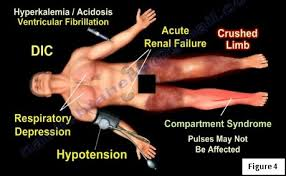 Hyperkalemia / Acidosis
Ventricular Fibrillation
Acute
Renal Failure
Crushed
Limb
DIC
Respiratory
Depression
Hypotension
Compartment Syndrome
Pulses May Not
Be Affected
Figure 4